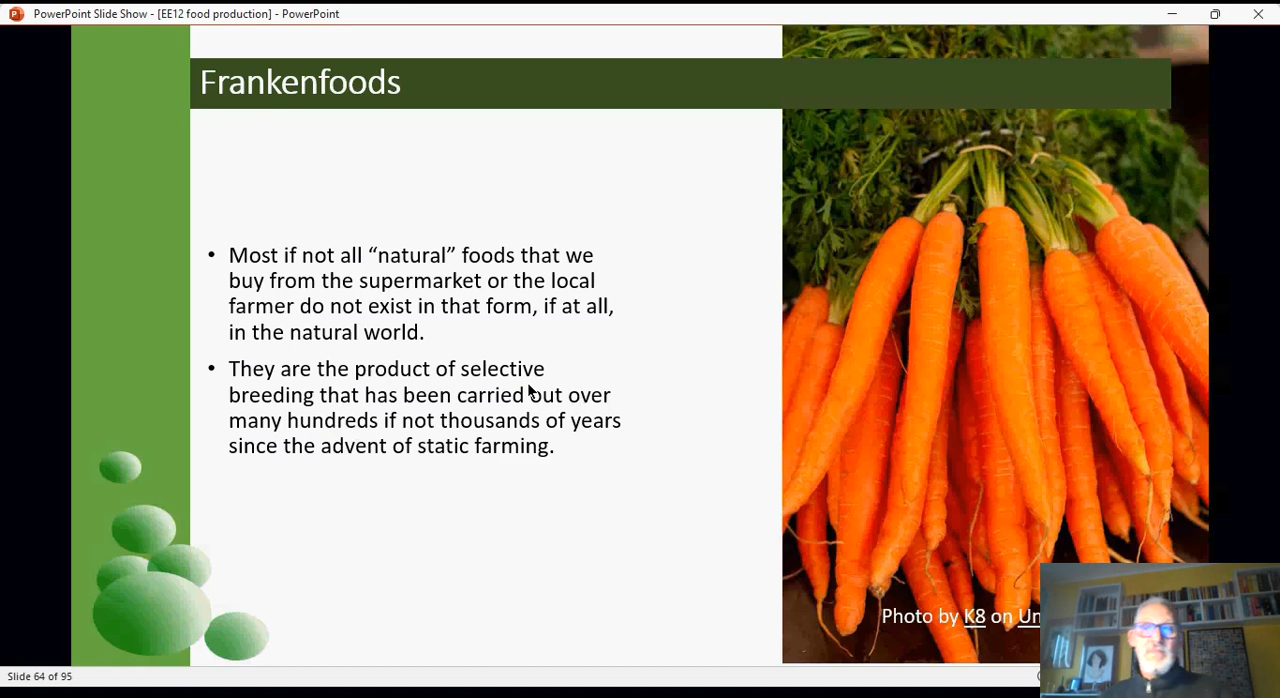 PowerPoint Slide Show - [EE12 food production] - PowerPoint
Frankenfoods
• Most if not all “natural” foods that we
buy from the supermarket or the local
farmer do not exist in that form, if at all,
in the natural world.
• They are the product of selective
breeding that has been carried out over
many hundreds if not thousands of years
since the advent of static farming.
Photo by K8 on
Slide 64 of 95